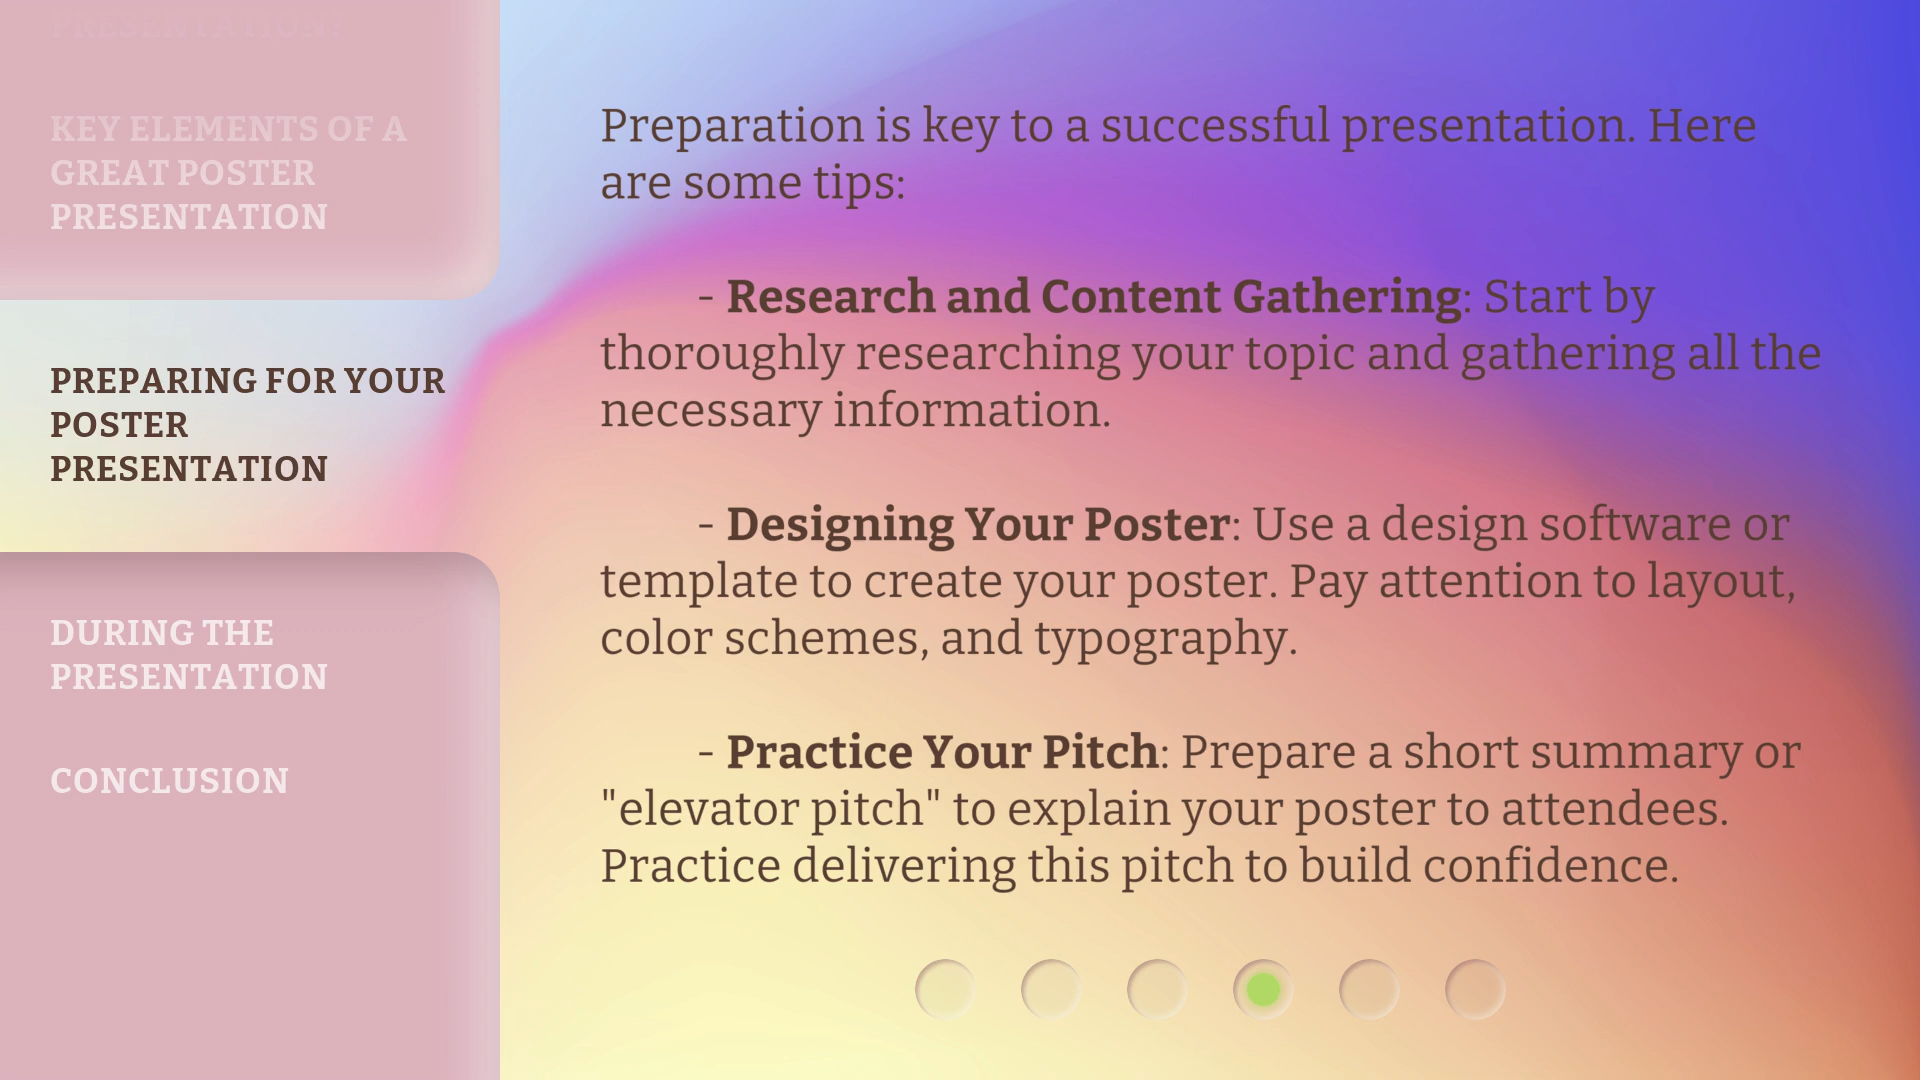 PRESENTATION?
KEY ELEMENTS OF A
GREAT POSTER
PRESENTATION
PREPARING FOR YOUR
POSTER
PRESENTATION
DURING THE
PRESENTATION
CONCLUSION
Preparation is key to a successful presentation. Here
are some tips:
- Research and Content Gathering: Start by
thoroughly researching your topic and gathering all the
necessary information.
- Designing Your Poster: Use a design software or
template to create your poster. Pay attention to layout,
color schemes, and typography.
- Practice Your Pitch: Prepare a short summary or
"elevator pitch" to explain your poster to attendees.
Practice delivering this pitch to build confidence.